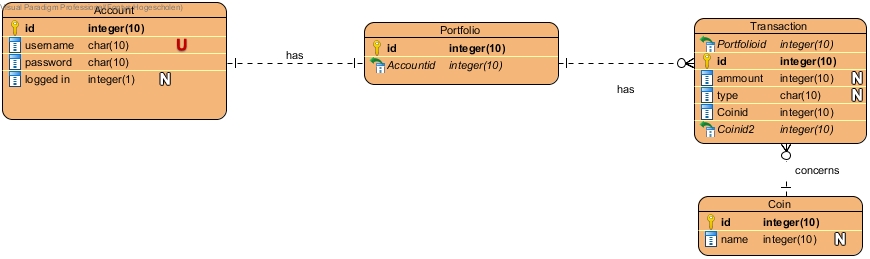 Visual Paradigm Professional
Account
id integer(10)
username char(10) U
password char(10)
logged in integer(1) N
has
Portfolio
id integer(10)
Accountid integer(10)
has
Transaction
Portfolioid integer(10)
id integer(10)
ammount integer(10) N
type char(10) N
Coinid integer(10)
Coinid2 integer(10)
concerns
Coin
id integer(10)
name integer(10) N